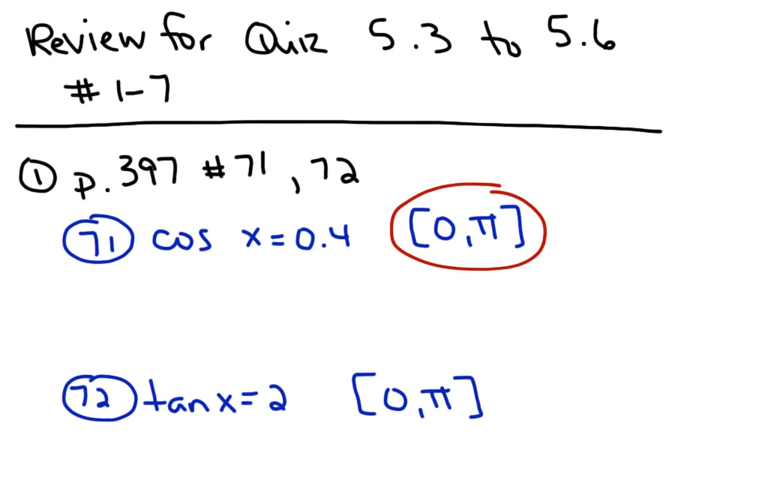 Review for Quiz 5.3 to 5.6
# 1-7
① p.397 #71, 72
71 cos x=0.4 [0,π]
72 tan x=2 [0,π]